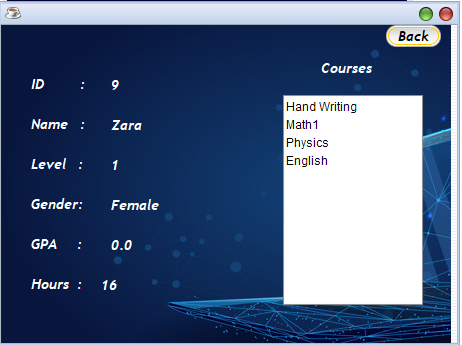 Back
Courses
ID : 9
Name : Zara
Level : 1
Gender: Female
GPA : 0.0
Hours : 16
Hand Writing
Math1
Physics
English